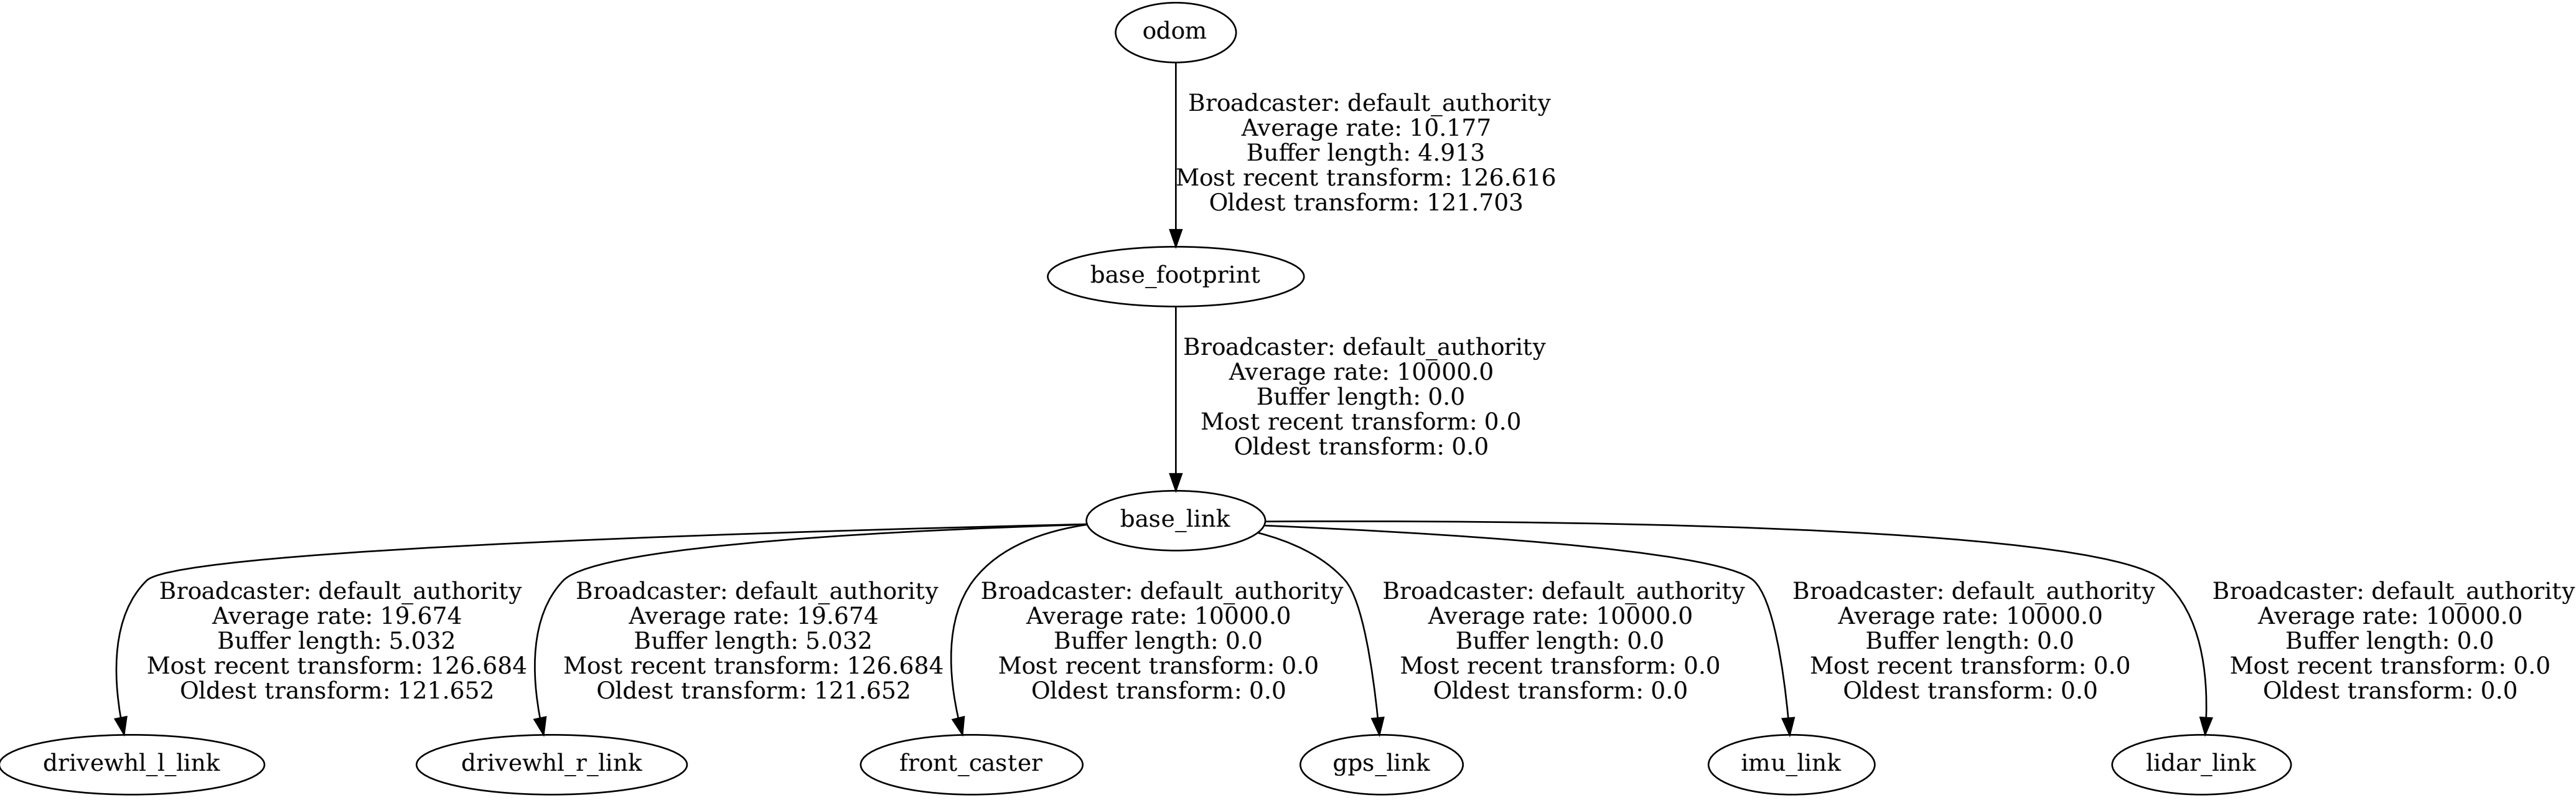 odom
Broadcaster: default_authority
Average rate: 10.177
Buffer length: 4.913
Most recent transform: 126.616
Oldest transform: 121.703
base_footprint
Broadcaster: default_authority
Average rate: 10000.0
Buffer length: 0.0
Most recent transform: 0.0
Oldest transform: 0.0
base_link
Broadcaster: default_authority
Average rate: 19.674
Buffer length: 5.032
Most recent transform: 126.684
Oldest transform: 121.652
Broadcaster: default_authority
Average rate: 19.674
Buffer length: 5.032
Most recent transform: 126.684
Oldest transform: 121.652
Broadcaster: default_authority
Average rate: 10000.0
Buffer length: 0.0
Most recent transform: 0.0
Oldest transform: 0.0
Broadcaster: default_authority
Average rate: 10000.0
Buffer length: 0.0
Most recent transform: 0.0
Oldest transform: 0.0
Broadcaster: default_authority
Average rate: 10000.0
Buffer length: 0.0
Most recent transform: 0.0
Oldest transform: 0.0
Broadcaster: default_authority
Average rate: 10000.0
Buffer length: 0.0
Most recent transform: 0.0
Oldest transform: 0.0
drivewhl_l_link
drivewhl_r_link
front_caster
gps_link
imu_link
lidar_link